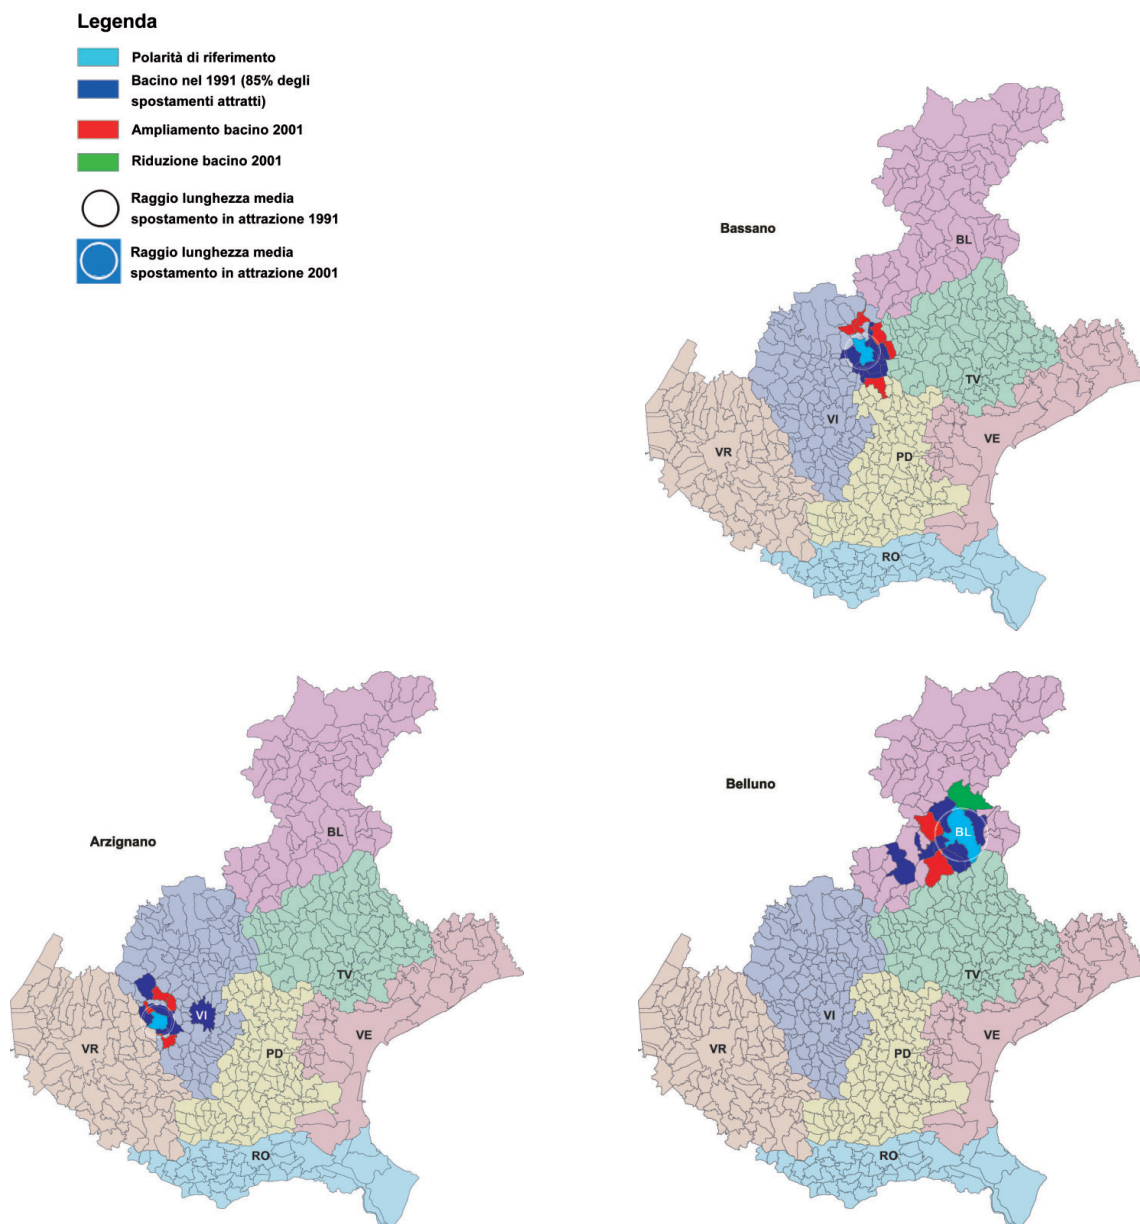 Legenda
Polarità di riferimento
Bacino nel 1991 (85% degli
spostamenti attratti)
Ampliamento bacino 2001
Riduzione bacino 2001
Raggio lunghezza media
spostamento in attrazione 1991
Raggio lunghezza media
spostamento in attrazione 2001
Bassano
BL
TV
VI
VE
VR
PD
RO
Arzignano
BL
TV
VI
VE
VR
PD
RO
Belluno
BL
TV
VI
VE
VR
PD
RO